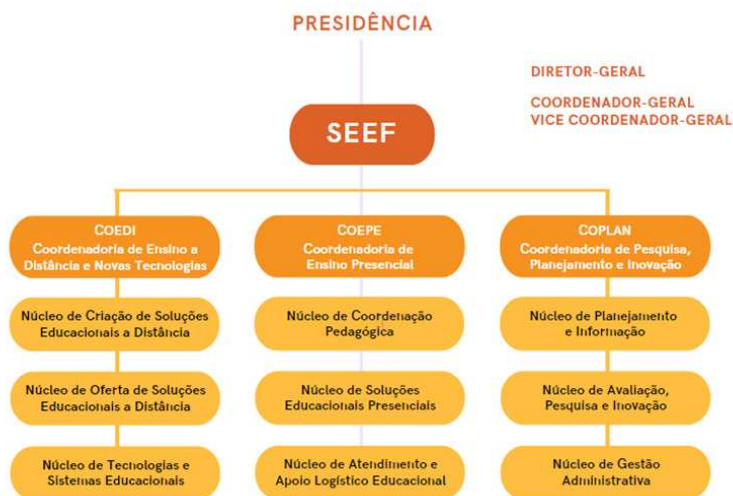 PRESIDÊNCIA
DIRETOR-GERAL
COORDENADOR-GERAL
VICE COORDENADOR-GERAL
SEEF
COEDI
Coordenadoria de Ensino a
Distância e Novas Tecnologias
Núcleo de Criação de Soluções
Educacionais a Distância
Núcleo de Oferta de Soluções
Educacionais a Distância
Núcleo de Tecnologias e
Sistemas Educacionais
COEPE
Coordenadoria de
Ensino Presencial
Núcleo de Coordenação
Pedagógica
Núcleo de Soluções
Educacionais Presenciais
Núcleo de Atendimento e
Apoio Logístico Educacional
COPLAN
Coordenadoria de Pesquisa,
Planejamento e Inovação
Núcleo de Planejamento
e Informação
Núcleo de Avaliação,
Pesquisa e Inovação
Núcleo de Gestão
Administrativa